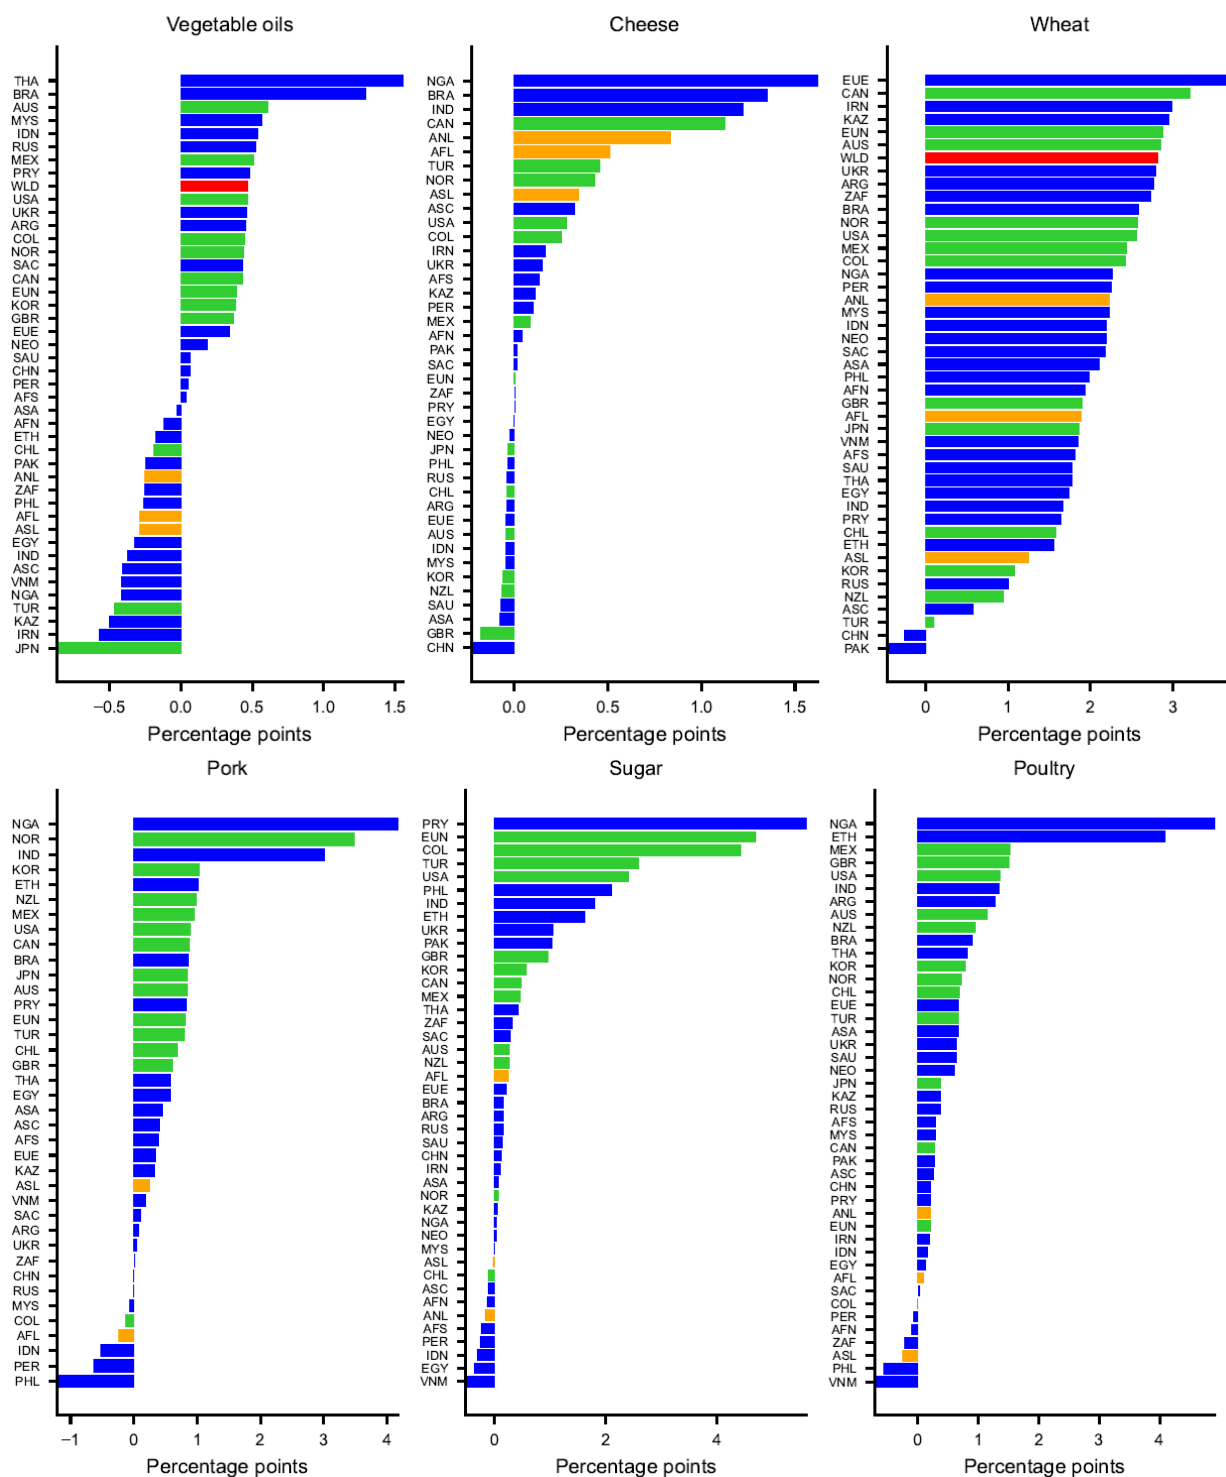 Vegetable oils
THA
BRA
AUS
MYS
IDN
RUS
MEX
PRY
WLD
USA
UKR
ARG
COL
NOR
SAC
CAN
EUN
KOR
GBR
EUE
NEO
SAU
CHN
PER
AFS
ASA
AFN
ETH
CHL
PAK
ANL
ZAF
PHL
AFL
ASL
EGY
IND
ASC
VNM
NGA
TUR
KAZ
IRN
JPN
−0.5 0.0 0.5 1.0 1.5
Percentage points
Cheese
NGA
BRA
IND
CAN
ANL
AFL
TUR
NOR
ASL
ASC
USA
COL
IRN
UKR
AFS
KAZ
PER
MEX
AFN
PAK
SAC
EUN
ZAF
PRY
EGY
NEO
JPN
PHL
RUS
CHL
ARG
EUE
AUS
IDN
MYS
KOR
NZL
SAU
ASA
GBR
CHN
0.0 0.5 1.0 1.5
Percentage points
Wheat
EUE
CAN
IRN
KAZ
EUN
AUS
WLD
UKR
ARG
ZAF
BRA
NOR
USA
MEX
COL
NGA
PER
ANL
MYS
IDN
NEO
SAC
ASA
PHL
AFN
GBR
AFL
JPN
VNM
AFS
SAU
THA
EGY
IND
PRY
CHL
ETH
ASL
KOR
RUS
NZL
ASC
TUR
CHN
PAK
0 1 2 3
Percentage points
Pork
NGA
NOR
IND
KOR
ETH
NZL
MEX
USA
CAN
BRA
JPN
AUS
PRY
EUN
TUR
CHL
GBR
THA
EGY
ASA
ASC
AFS
EUE
KAZ
ASL
VNM
SAC
ARG
UKR
ZAF
CHN
RUS
MYS
COL
AFL
IDN
PER
PHL
−1 0 1 2 3 4
Percentage points
Sugar
PRY
EUN
COL
TUR
USA
PHL
IND
ETH
UKR
PAK
GBR
KOR
CAN
MEX
THA
ZAF
SAC
AUS
NZL
AFL
EUE
BRA
ARG
RUS
SAU
CHN
IRN
ASA
NOR
KAZ
NGA
NEO
MYS
ASL
CHL
ASC
AFN
ANL
AFS
PER
IDN
EGY
VNM
0 2 4
Percentage points
Poultry
NGA
ETH
MEX
GBR
USA
IND
ARG
AUS
NZL
BRA
THA
KOR
NOR
CHL
EUE
TUR
ASA
UKR
SAU
NEO
JPN
KAZ
RUS
AFS
MYS
CAN
PAK
ASC
CHN
PRY
ANL
EUN
IRN
IDN
EGY
AFL
SAC
COL
PER
AFN
ZAF
ASL
PHL
VNM
0 1 2 3 4
Percentage points